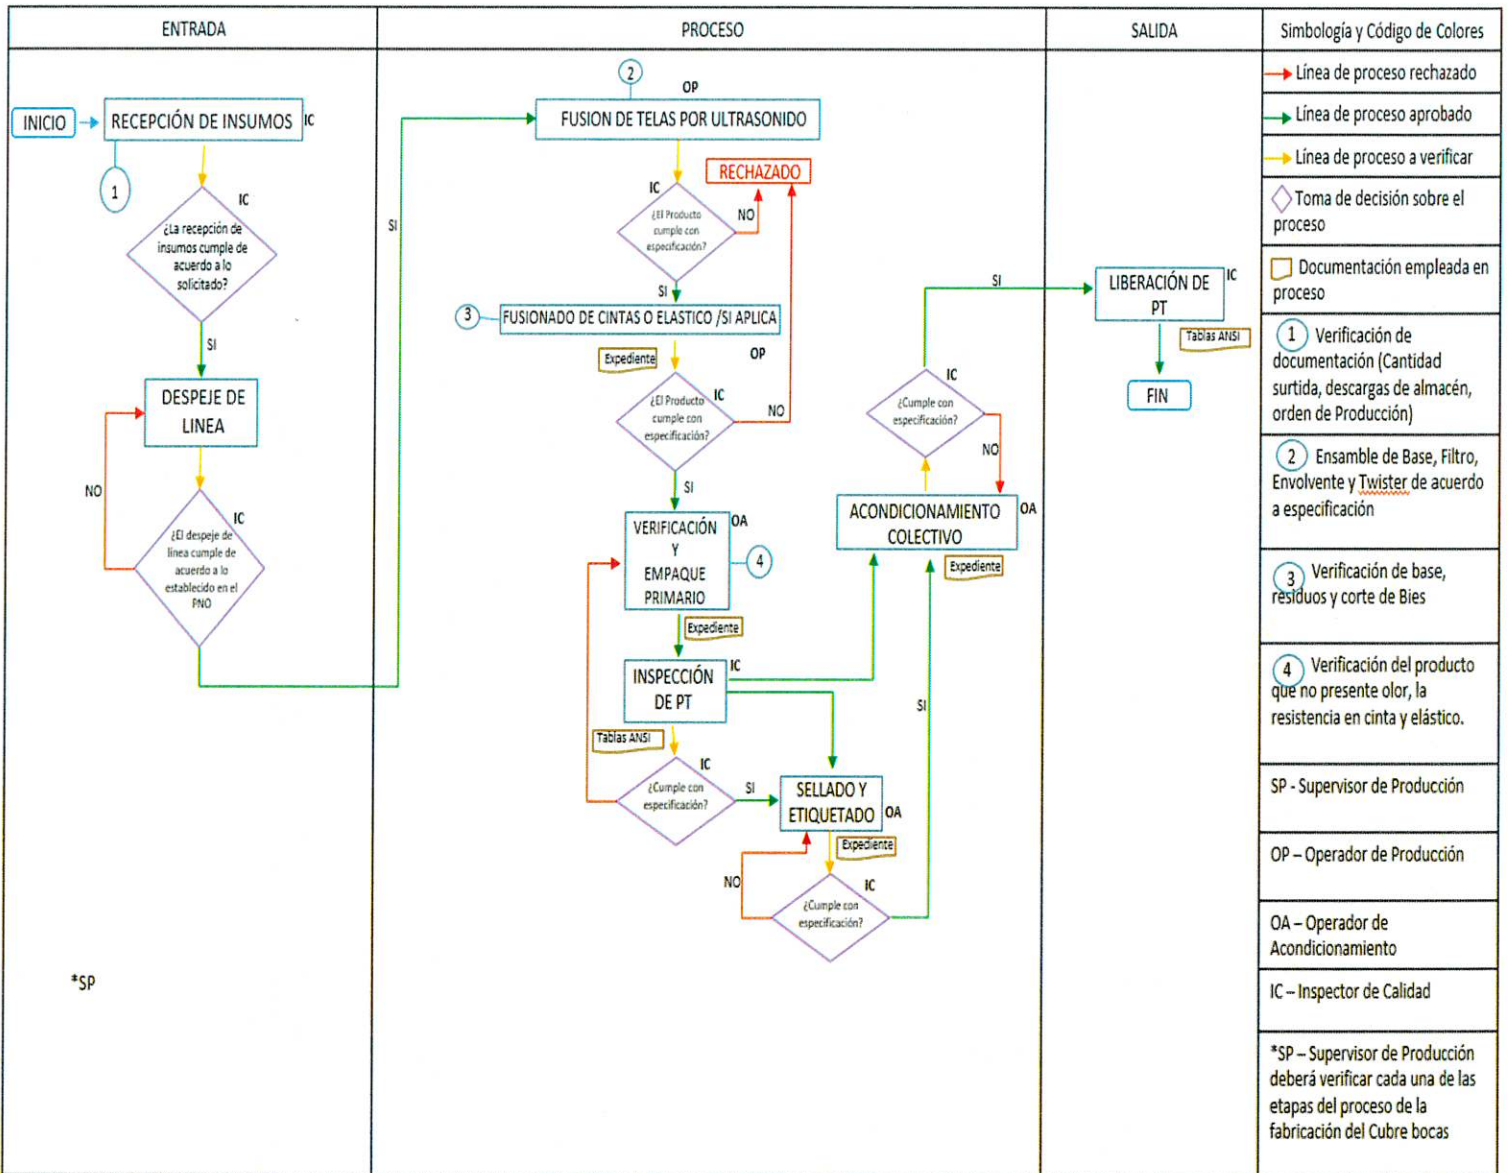 ENTRADA
PROCESO
SALIDA
Simbología y Código de Colores
INICIO
RECEPCIÓN DE INSUMOS
IC
1
IC
¿La recepción de
insumos cumple de
acuerdo a lo
solicitado?
SI
DESPEJE DE
LINEA
NO
IC
¿El despeje de
línea cumple de
acuerdo a lo
establecido en el
PNO
*SP
SI
2
OP
FUSION DE TELAS POR ULTRASONIDO
RECHAZADO
IC
¿El Producto
cumple con
especificación?
NO
SI
3
FUSIONADO DE CINTAS O ELASTICO /SI APLICA
Expediente
OP
IC
¿El Producto
cumple con
especificación?
NO
SI
VERIFICACIÓN
Y
EMPAQUE
PRIMARIO
OA
4
Expediente
INSPECCIÓN
DE PT
IC
Tablas ANSI
IC
¿Cumple con
especificación?
SI
SELLADO Y
ETIQUETADO
OA
Expediente
NO
IC
¿Cumple con
especificación?
SI
ACONDICIONAMIENTO
COLECTIVO
OA
Expediente
IC
¿Cumple con
especificación?
NO
SI
LIBERACIÓN DE
PT
IC
Tablas ANSI
FIN
Línea de proceso rechazado
Línea de proceso aprobado
Línea de proceso a verificar
Toma de decisión sobre el
proceso
Documentación empleada en
proceso
1 Verificación de
documentación (Cantidad
surtida, descargas de almacén,
orden de Producción)
2 Ensamble de Base, Filtro,
Envolvente y Twister de acuerdo
a especificación
3 Verificación de base,
residuos y corte de Bies
4 Verificación del producto
que no presente olor, la
resistencia en cinta y elástico.
SP - Supervisor de Producción
OP – Operador de Producción
OA – Operador de
Acondicionamiento
IC – Inspector de Calidad
*SP – Supervisor de Producción
deberá verificar cada una de las
etapas del proceso de la
fabricación del Cubre bocas